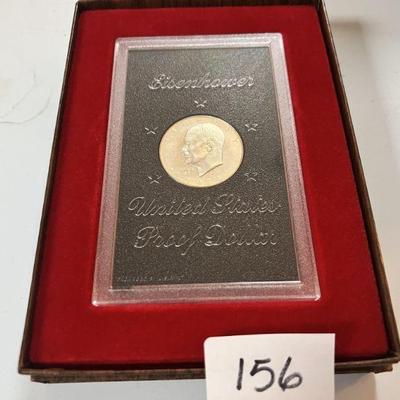 Eisenhower
United States
Proof Dollar
156